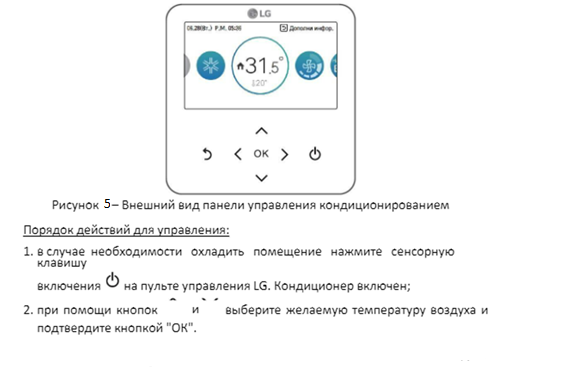 LG
06.28(Вт.) P.M. 05:06 Дополни инфор.
31,5°
120°
OK
Рисунок 5– Внешний вид панели управления кондиционированием
Порядок действий для управления:
1. в случае необходимости охладить помещение нажмите сенсорную
клавишу
включения на пульте управления LG. Кондиционер включен;
2. при помощи кнопок и выберите желаемую температуру воздуха и
подтвердите кнопкой "ОК".